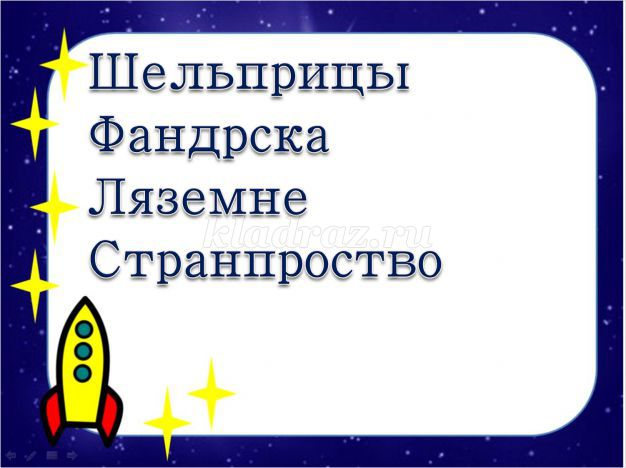 Шельприцы
Фандрска
Ляземне
kladraz.ru
Странпроство